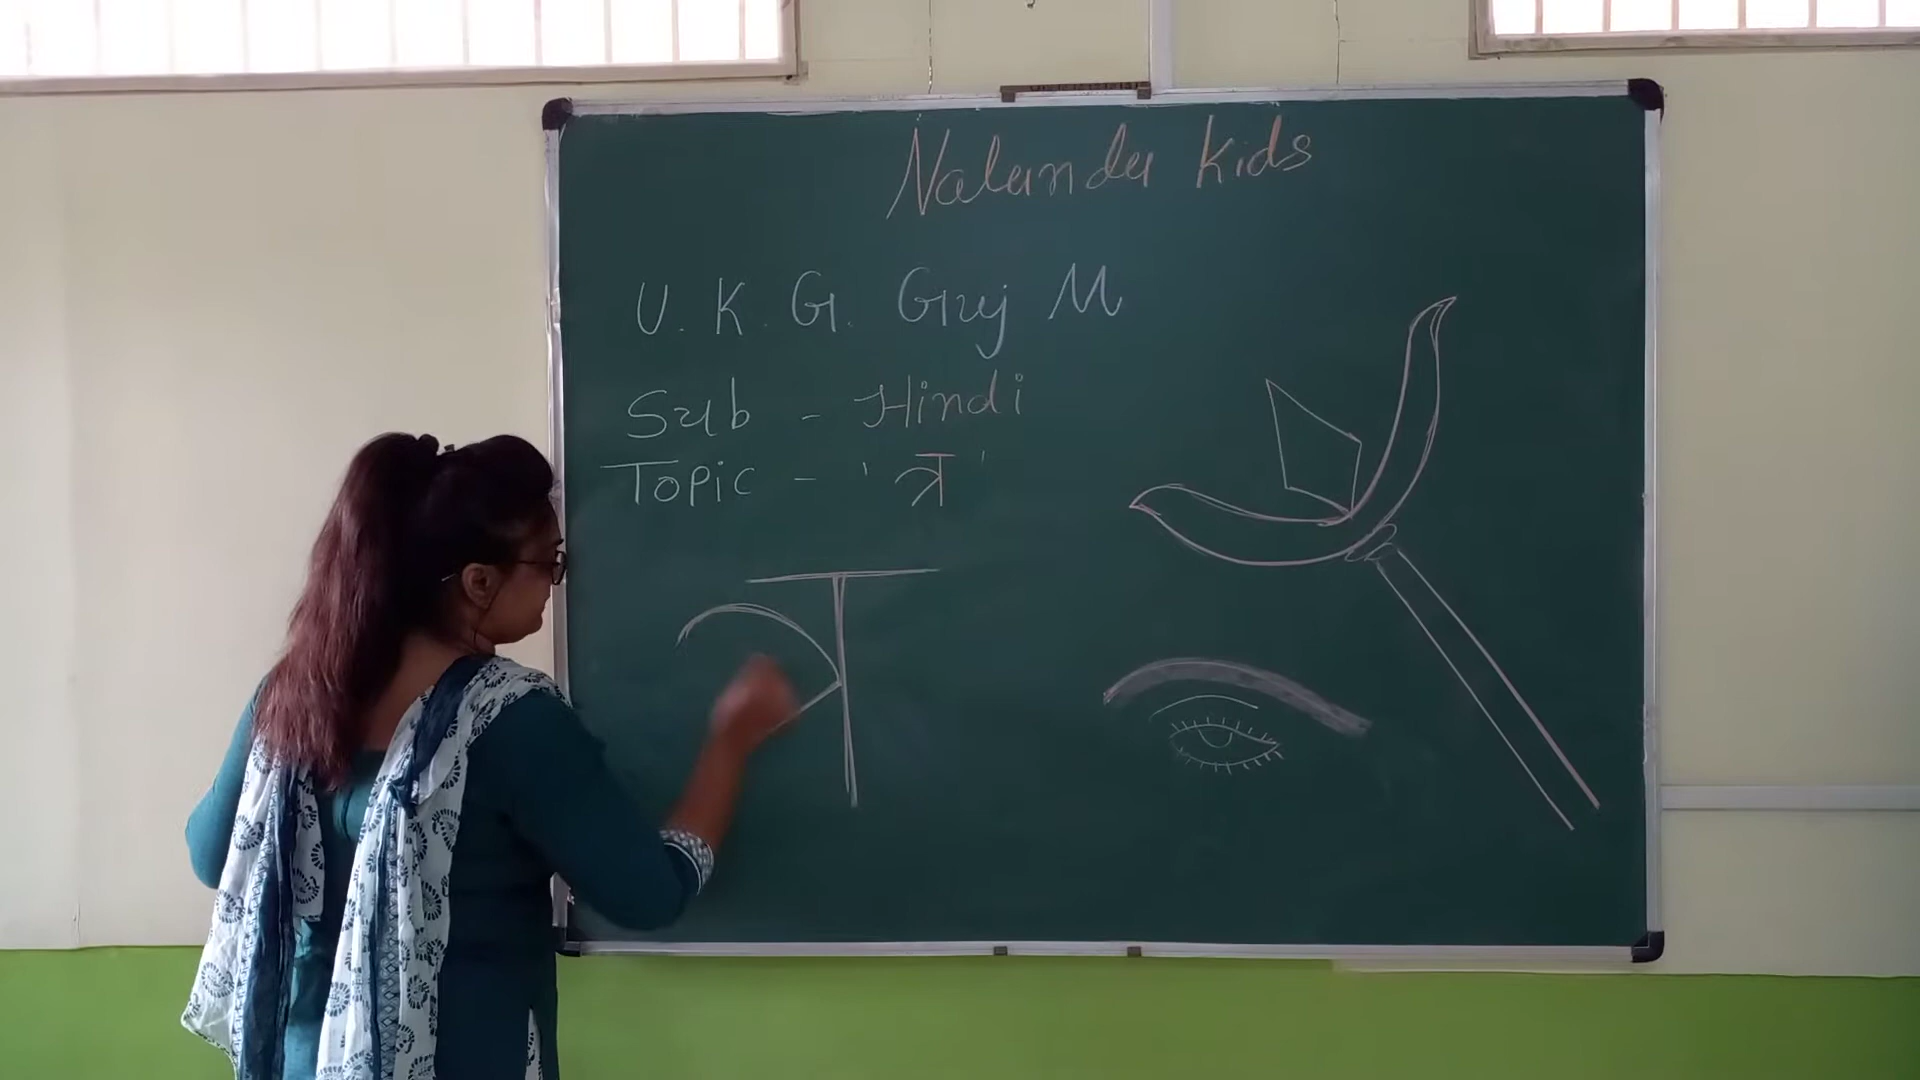 Nalanda Kids
U. K. G. Guj M
Sub - Hindi
Topic - 'त्र'
त्र